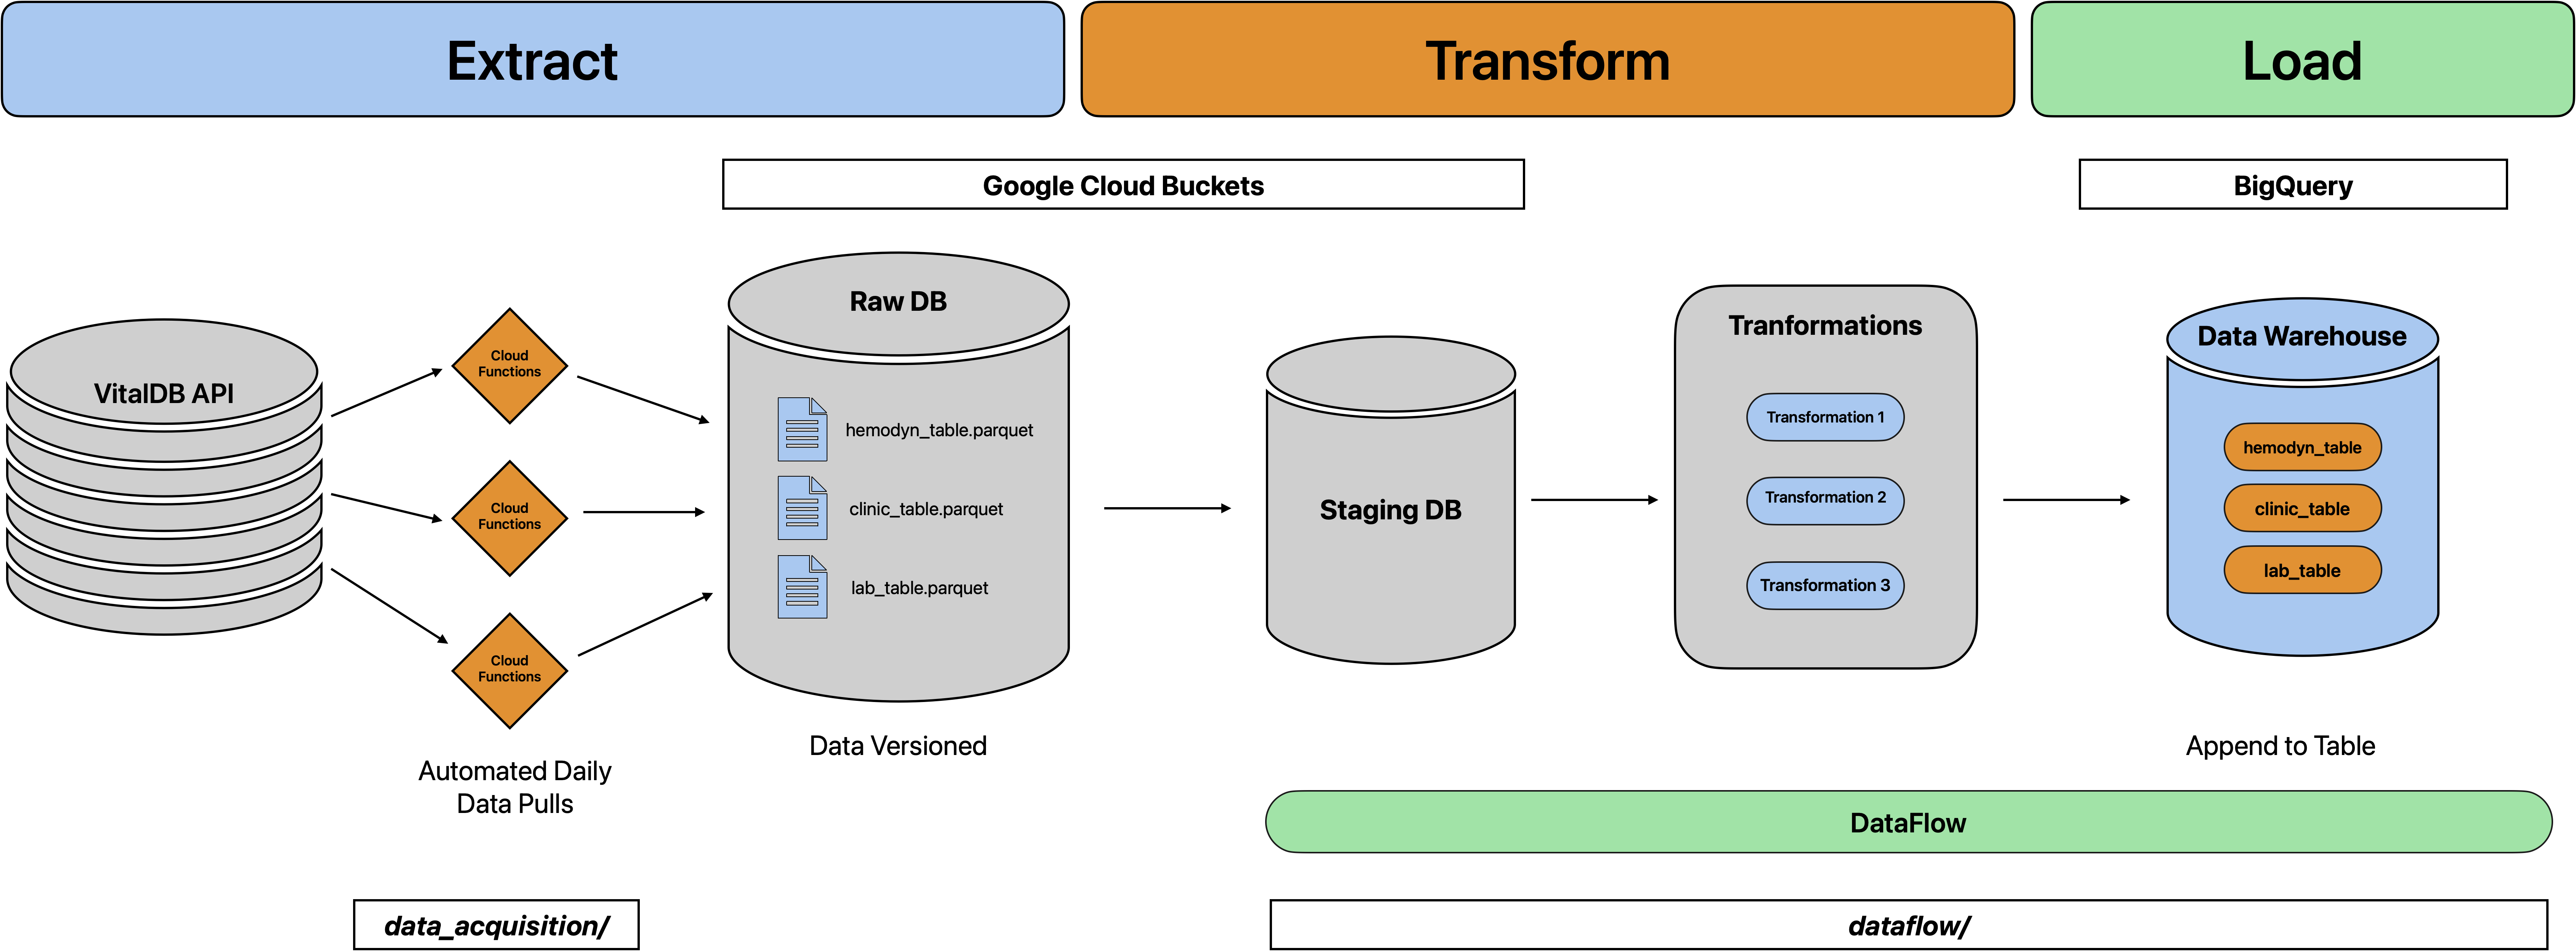 Extract
Transform
Load
Google Cloud Buckets
BigQuery
VitalDB API
Cloud
Functions
Cloud
Functions
Cloud
Functions
Automated Daily
Data Pulls
Raw DB
hemodyn_table.parquet
clinic_table.parquet
lab_table.parquet
Data Versioned
Staging DB
Tranformations
Transformation 1
Transformation 2
Transformation 3
Data Warehouse
hemodyn_table
clinic_table
lab_table
Append to Table
DataFlow
data_acquisition/
dataflow/